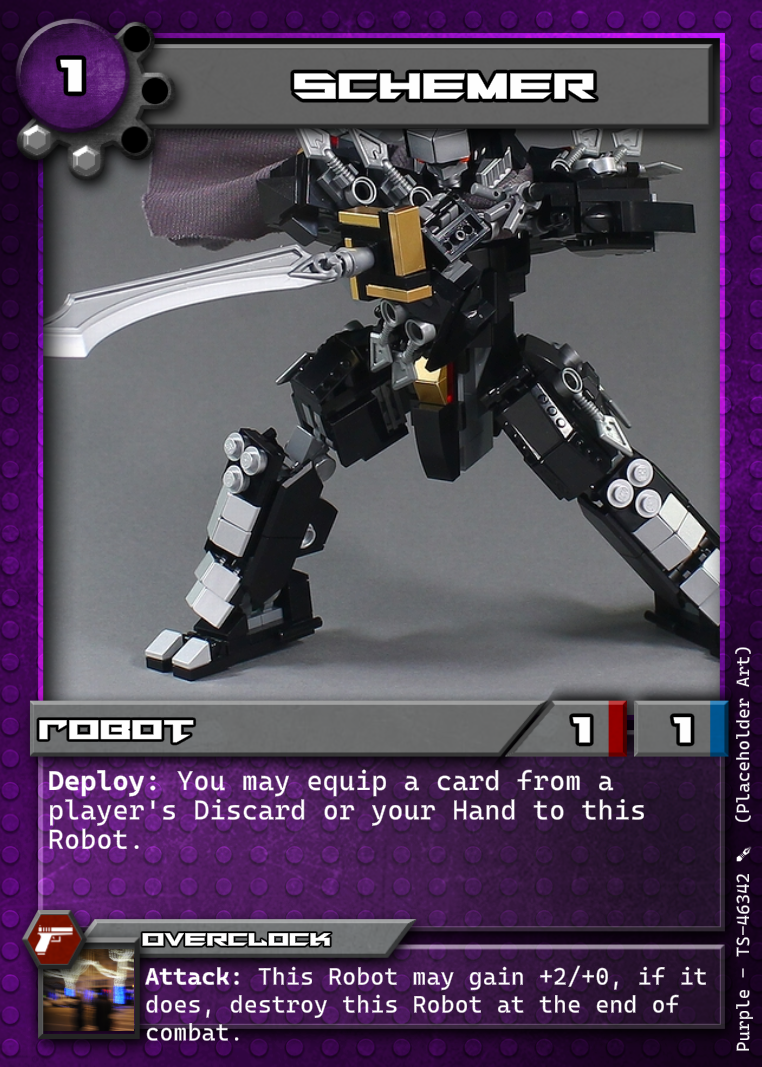 1
SCHEMER
ROBOT
1
1
Deploy: You may equip a card from a
player's Discard or your Hand to this
Robot.
OVERCLOCK
Attack: This Robot may gain +2/+0, if it
does, destroy this Robot at the end of
combat.
Purple - TS-46342 (Placeholder Art)